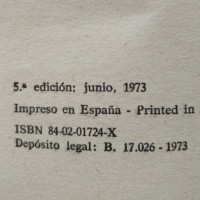 5.ª edición: junio, 1973
Impreso en España - Printed in
ISBN 84-02-01724-X
Depósito legal: B. 17.026 - 1973